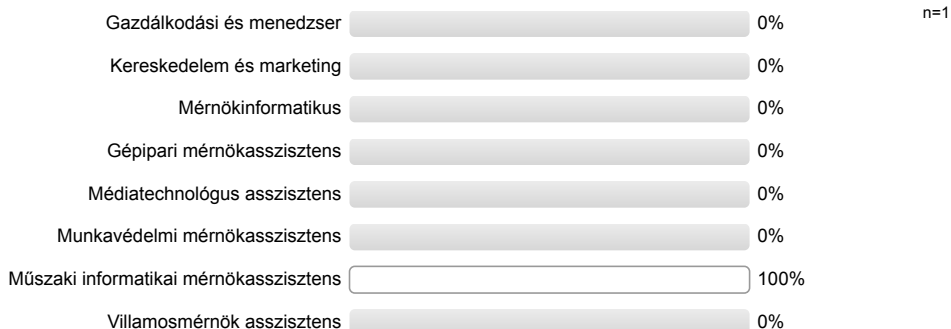 n=1
Gazdálkodási és menedzser 0%
Kereskedelem és marketing 0%
Mérnökinformatikus 0%
Gépipari mérnökasszisztens 0%
Médiatechnológus asszisztens 0%
Munkavédelmi mérnökasszisztens 0%
Műszaki informatikai mérnökasszisztens 100%
Villamosmérnök asszisztens 0%